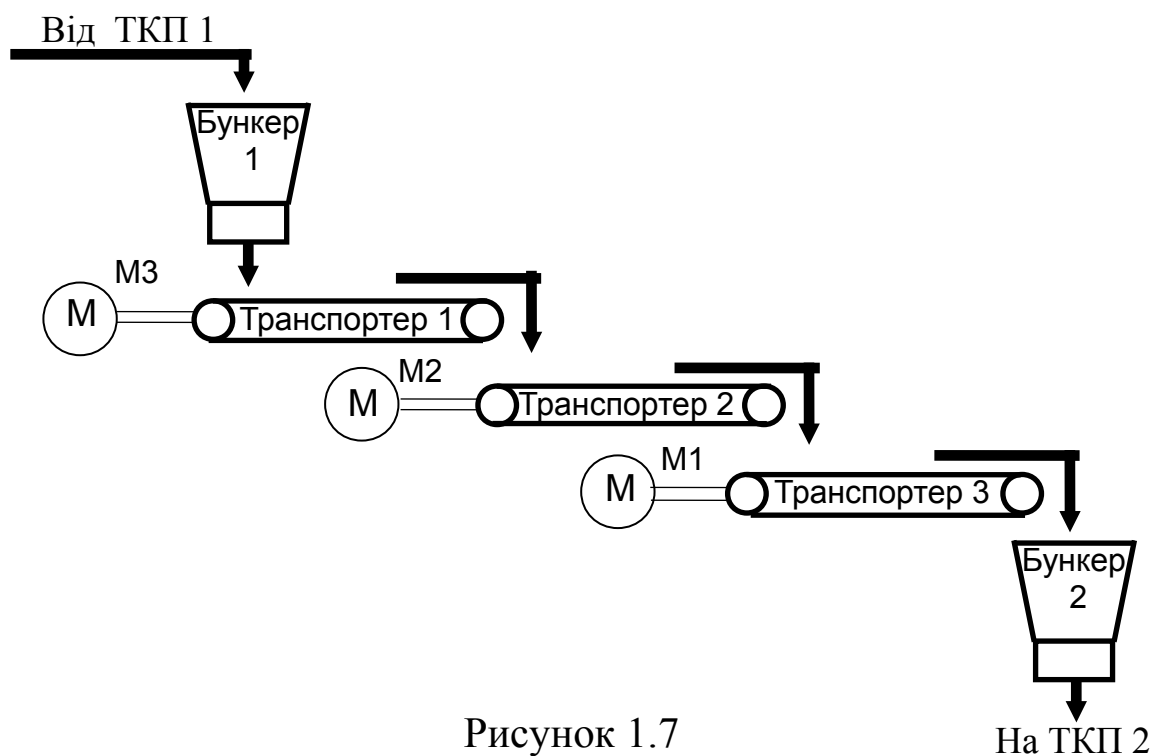 Від ТКП 1
Бункер
1
М3
М
Транспортер 1
М2
М
Транспортер 2
М1
М
Транспортер 3
Бункер
2
Рисунок 1.7
На ТКП 2